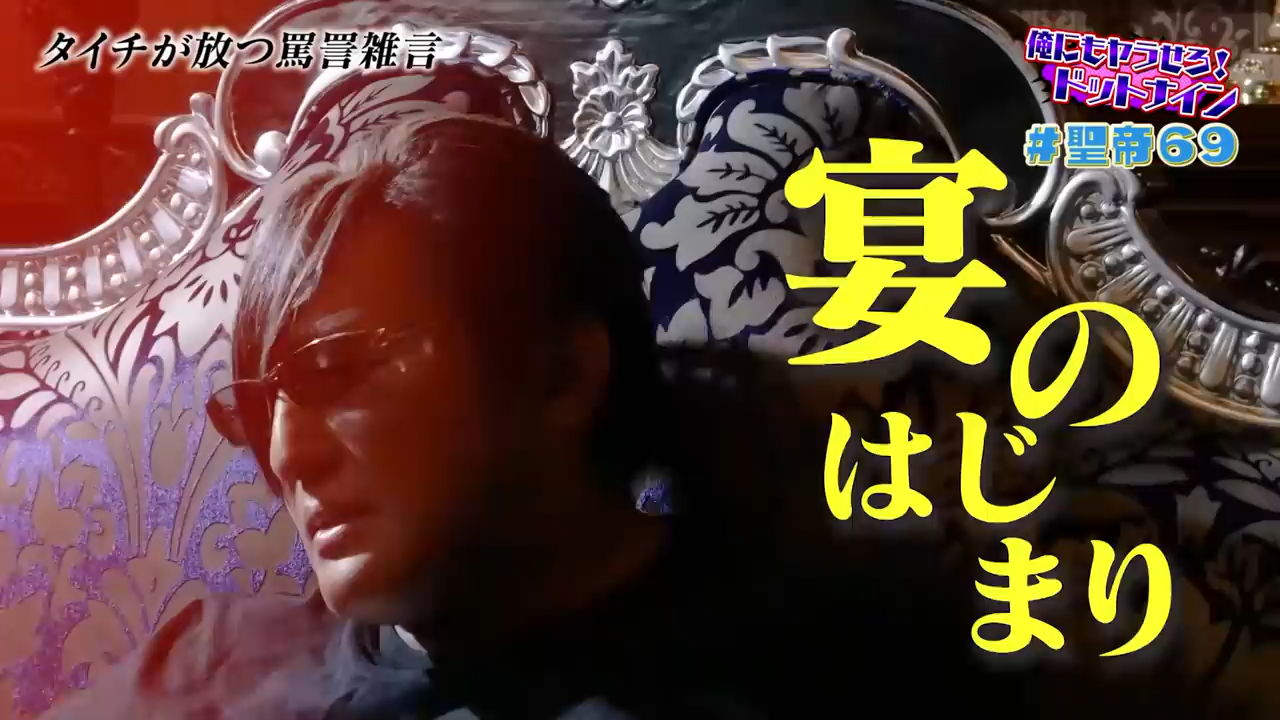 タイチが放つ罵詈雑言
俺にもヤラせろ!
ドットナイン
#聖帝69
宴の
はじ
まり